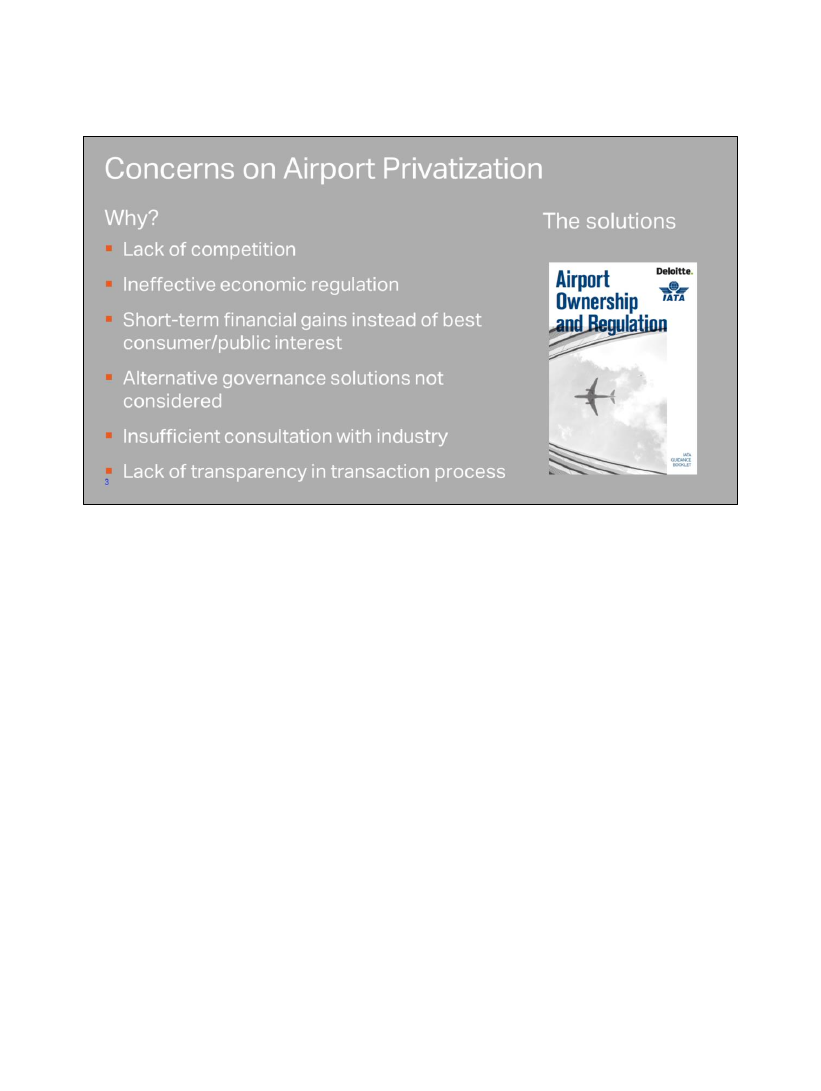 Concerns on Airport Privatization
Why?
Lack of competition
Ineffective economic regulation
Short-term financial gains instead of best
consumer/public interest
Alternative governance solutions not
considered
Insufficient consultation with industry
Lack of transparency in transaction process
3
The solutions
Deloitte.
IATA
Airport
Ownership
and Regulation
IATA
GUIDANCE
BOOKLET